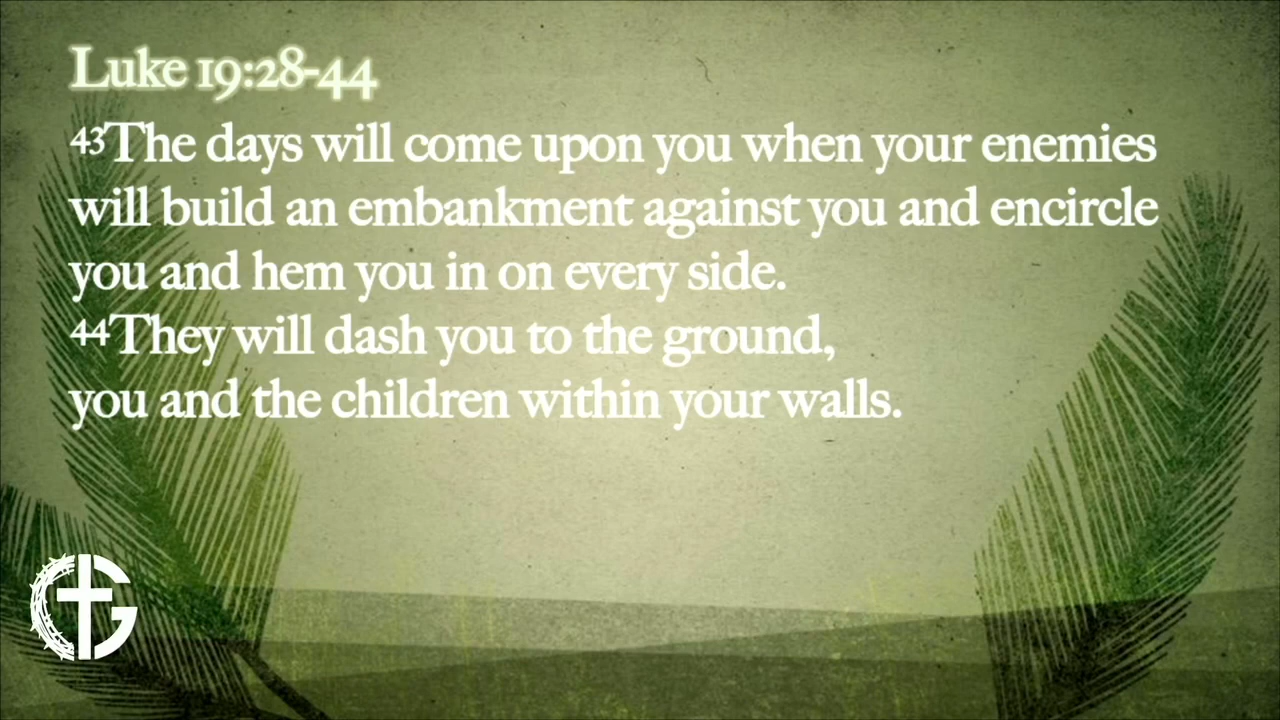 Luke 19:28-44
43The days will come upon you when your enemies
will build an embankment against you and encircle
you and hem you in on every side.
44They will dash you to the ground,
you and the children within your walls.